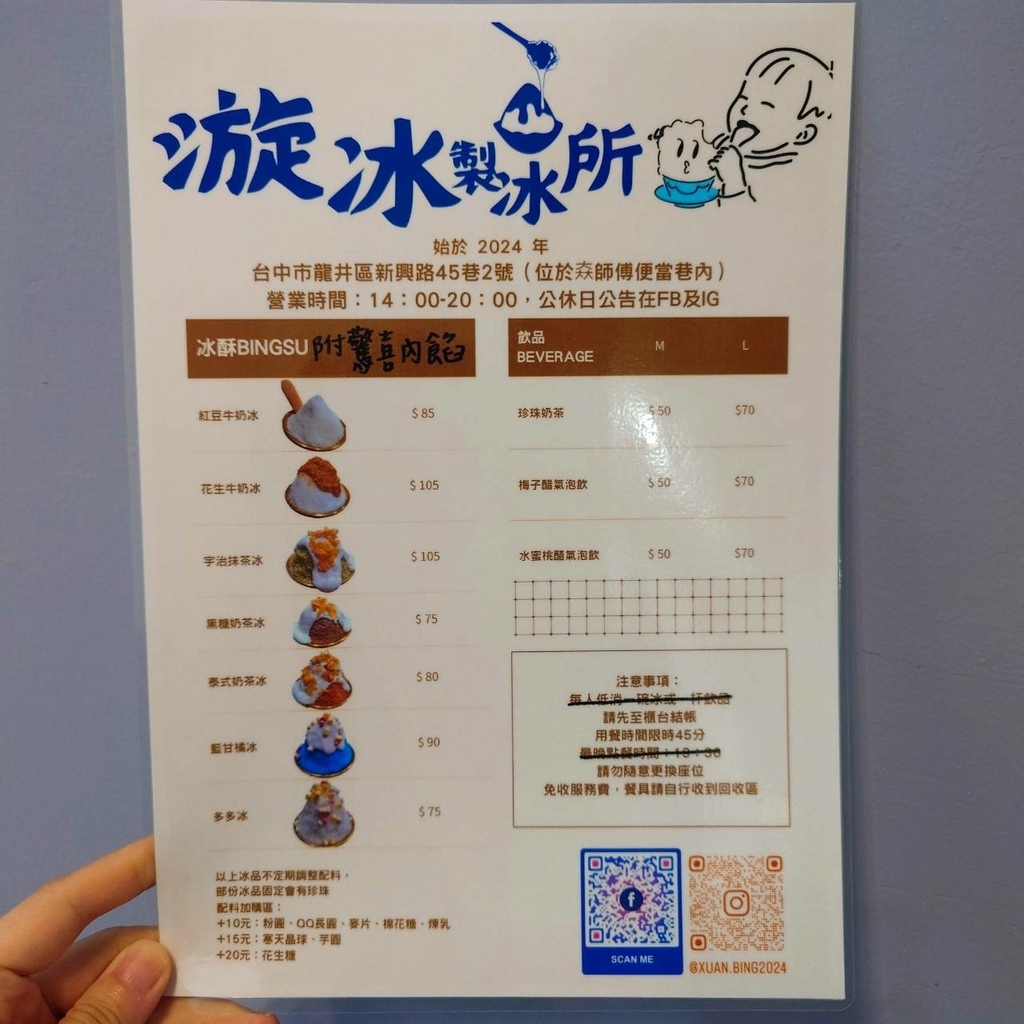 漩冰製冰所
始於 2024 年
台中市龍井區新興路45巷2號（位於猋師傅便當巷內）
營業時間：14：00-20：00，公休日公告在FB及IG
冰酥BINGSU 附驚喜內餡
紅豆牛奶冰 $85
花生牛奶冰 $105
宇治抹茶冰 $105
黑糖奶茶冰 $75
泰式奶茶冰 $80
藍甘橘冰 $90
多多冰 $75
以上冰品不定期調整配料，
部份冰品固定會有珍珠
配料加購區：
+10元：粉圓、QQ長圓、麥片、棉花糖、煉乳
+15元：寒天晶球、芋圓
+20元：花生糖
飲品
BEVERAGE M L
珍珠奶茶 $50 $70
梅子醋氣泡飲 $50 $70
水蜜桃醋氣泡飲 $50 $70
注意事項：
每人低消一碗冰或一杯飲品
請先至櫃台結帳
用餐時間限時45分
最晚點餐時間：19：30
請勿隨意更換座位
免收服務費，餐具請自行收到回收區
SCAN ME
@XUAN.BING2024